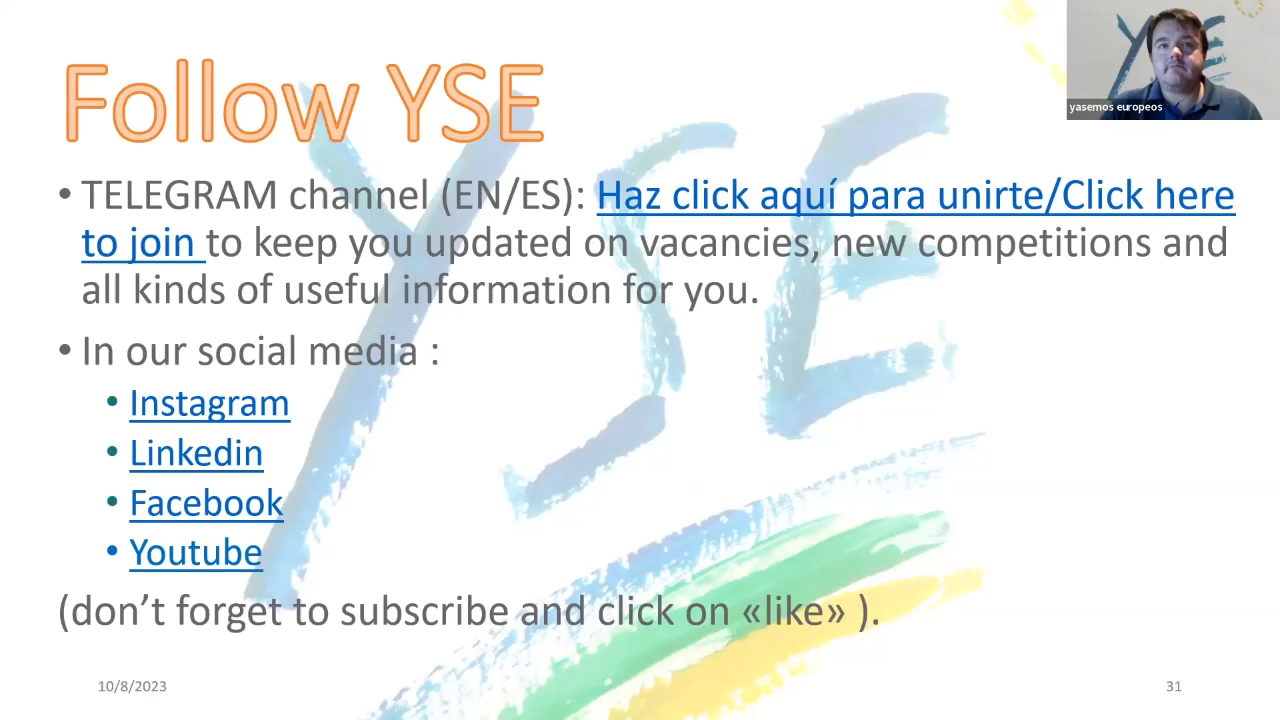 Follow YSE
yasemos europeos
• TELEGRAM channel (EN/ES): Haz click aquí para unirte/Click here
to join to keep you updated on vacancies, new competitions and
all kinds of useful information for you.
• In our social media :
• Instagram
• Linkedin
• Facebook
• Youtube
(don’t forget to subscribe and click on «like» ).
YSE
10/8/2023
31